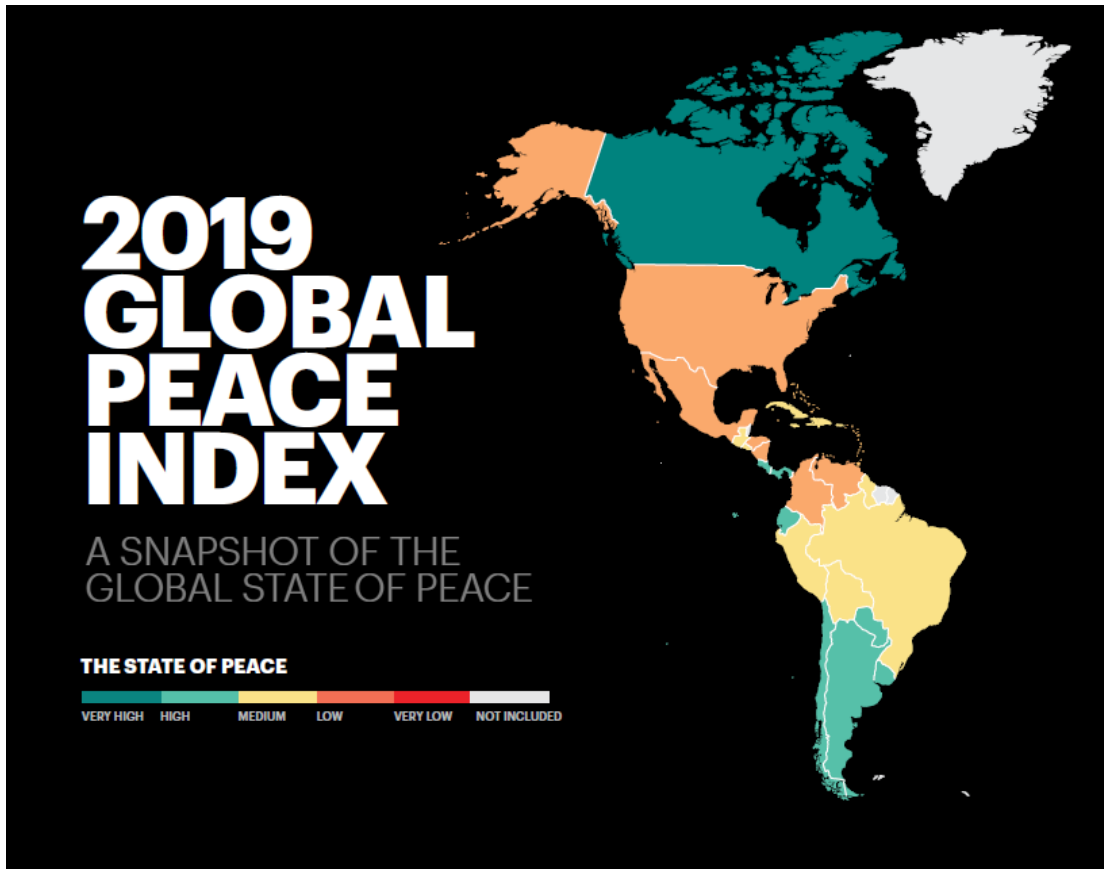 2019
GLOBAL
PEACE
INDEX
A SNAPSHOT OF THE
GLOBAL STATE OF PEACE
THE STATE OF PEACE
VERY HIGH HIGH MEDIUM LOW VERY LOW NOT INCLUDED